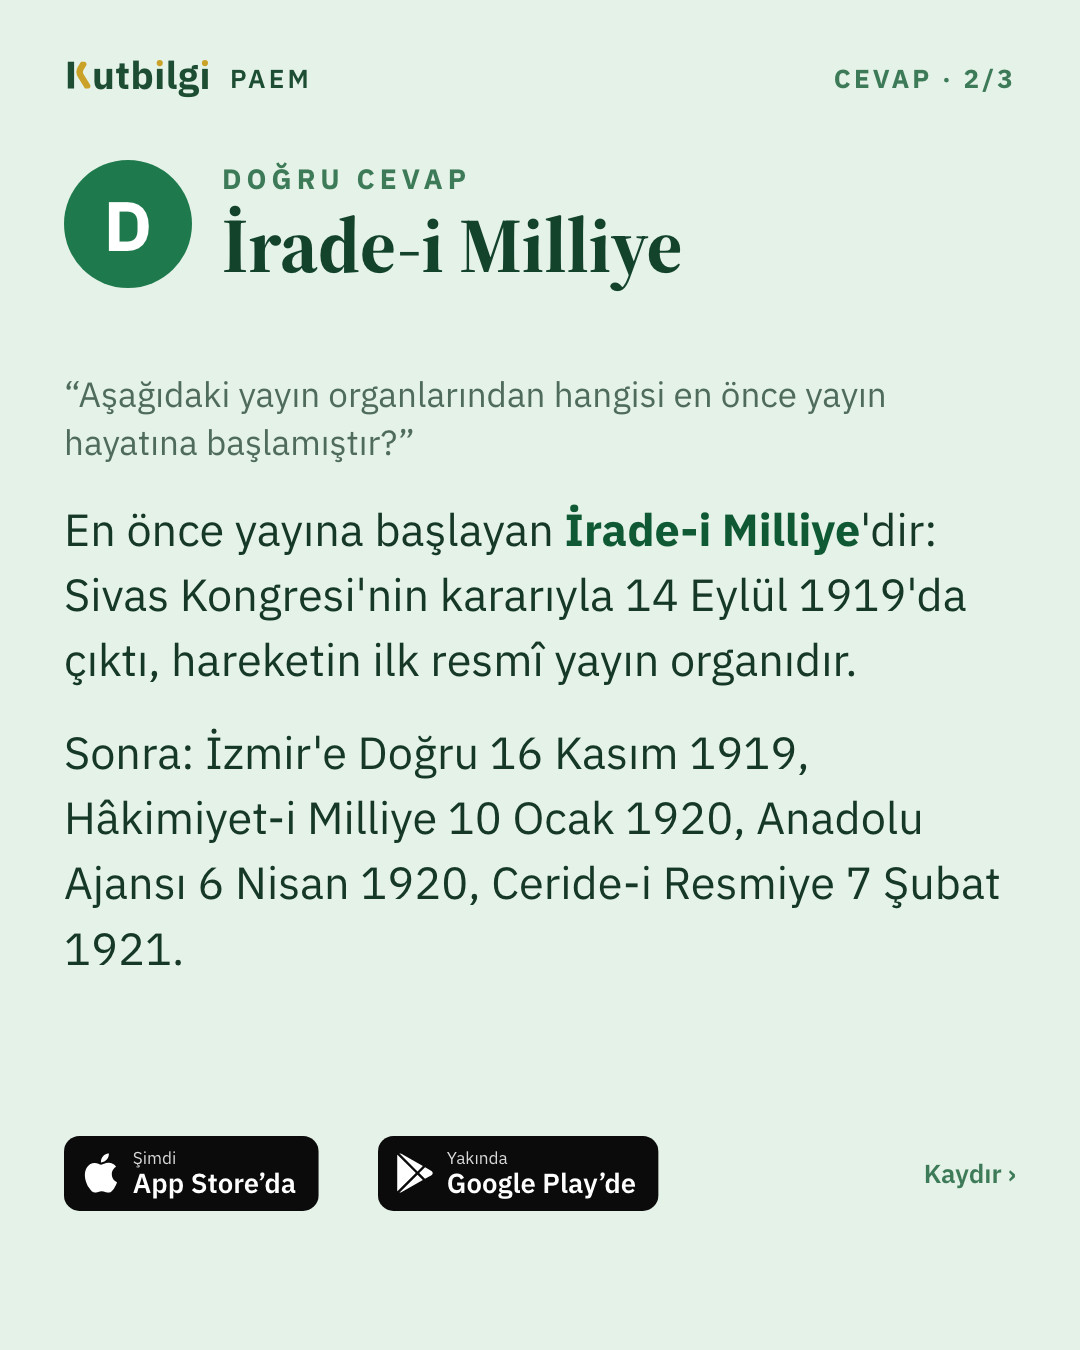 Kutbilgi PAEM
CEVAP · 2/3
D
DOĞRU CEVAP
İrade-i Milliye
“Aşağıdaki yayın organlarından hangisi en önce yayın
hayatına başlamıştır?”
En önce yayına başlayan İrade-i Milliye'dir:
Sivas Kongresi'nin kararıyla 14 Eylül 1919'da
çıktı, hareketin ilk resmî yayın organıdır.
Sonra: İzmir'e Doğru 16 Kasım 1919,
Hâkimiyet-i Milliye 10 Ocak 1920, Anadolu
Ajansı 6 Nisan 1920, Ceride-i Resmiye 7 Şubat
1921.
Şimdi
App Store’da
Yakında
Google Play’de
Kaydır ›